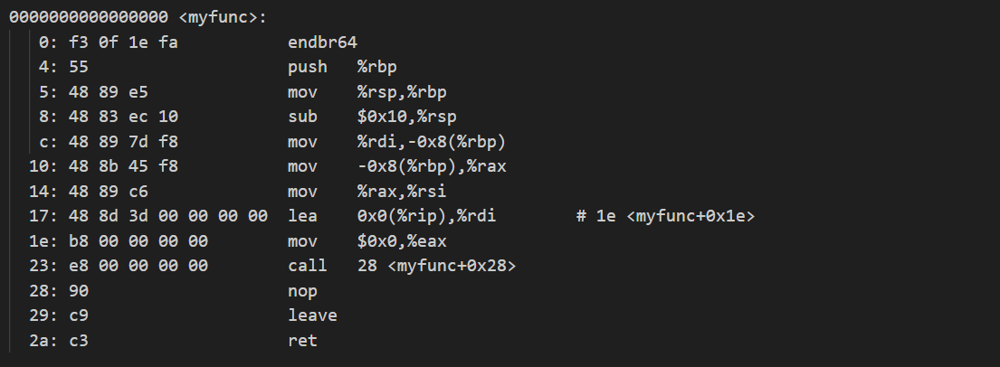 0000000000000000 <myfunc>:
0: f3 0f 1e fa endbr64
4: 55 push %rbp
5: 48 89 e5 mov %rsp,%rbp
8: 48 83 ec 10 sub $0x10,%rsp
c: 48 89 7d f8 mov %rdi,-0x8(%rbp)
10: 48 8b 45 f8 mov -0x8(%rbp),%rax
14: 48 89 c6 mov %rax,%rsi
17: 48 8d 3d 00 00 00 00 lea 0x0(%rip),%rdi # 1e <myfunc+0x1e>
1e: b8 00 00 00 00 mov $0x0,%eax
23: e8 00 00 00 00 call 28 <myfunc+0x28>
28: 90 nop
29: c9 leave
2a: c3 ret